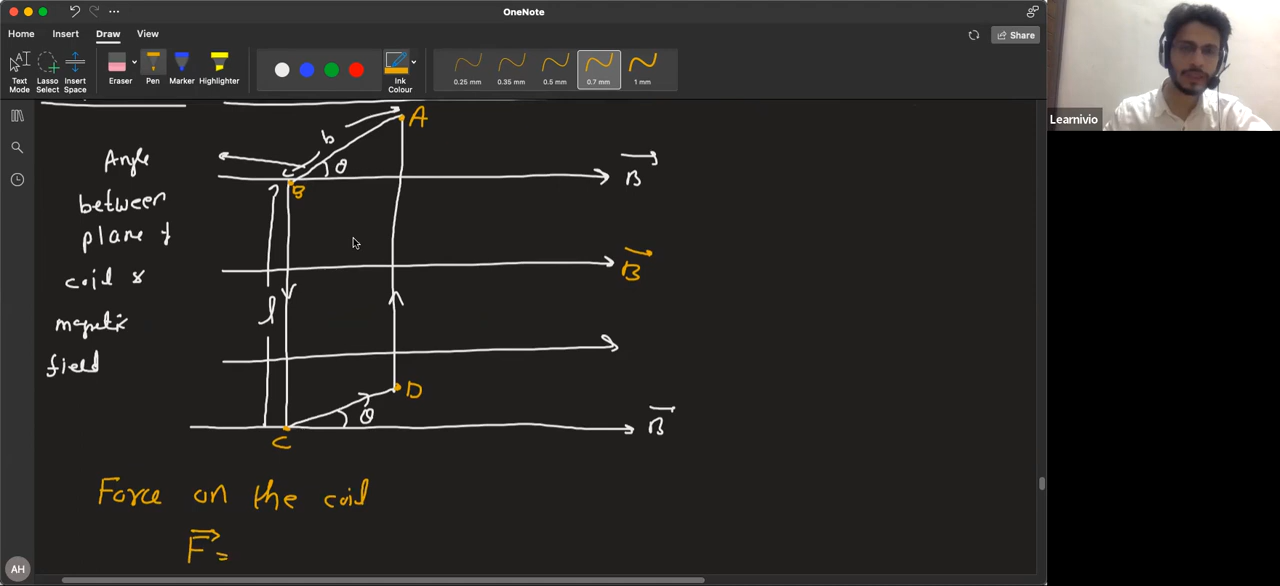 OneNote
Home Insert Draw View
Share
Text Mode
Lasso Select
Insert Space
Eraser
Pen
Marker
Highlighter
Ink Colour
0.25 mm
0.35 mm
0.5 mm
0.7 mm
1 mm
Learnivio
A
b
θ
B
B
Angle
between
plane of
coil &
magnetic
field
B
l
D
θ
C
B
Force on the coil
F =
AH